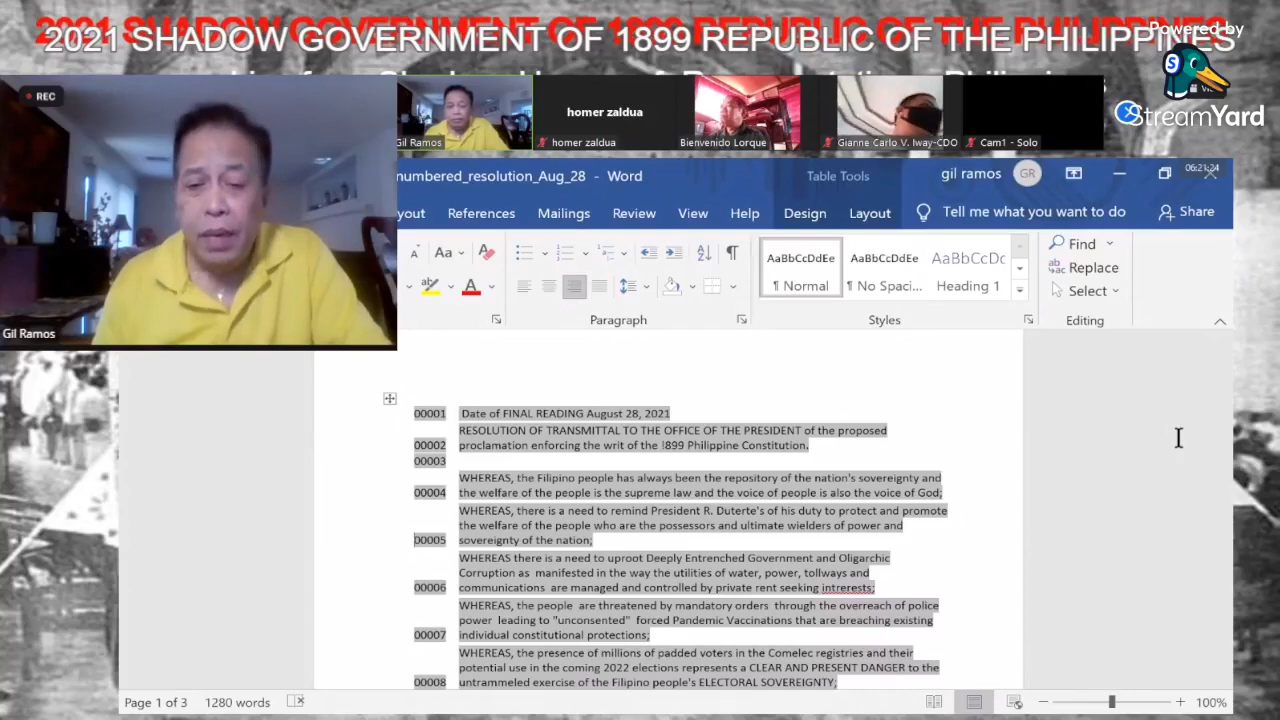 2021 SHADOW GOVERNMENT OF 1899 REPUBLIC OF THE PHILIPPINES
Powered by
StreamYard
REC
Gil Ramos
Gil Ramos
homer zaldua
homer zaldua
Bienvenido Lorque
Gianne Carlo V. Iway-CDO
Cam1 - Solo
numbered_resolution_Aug_28 - Word
Table Tools
gil ramos
GR
06:21:24
yout References Mailings Review View Help Design Layout Tell me what you want to do Share
Aa
AaBbCcDdEe AaBbCcDdEe AaBbCcDc
¶ Normal ¶ No Spaci... Heading 1
Find
Replace
Select
Paragraph
Styles
Editing
00001 Date of FINAL READING August 28, 2021
RESOLUTION OF TRANSMITTAL TO THE OFFICE OF THE PRESIDENT of the proposed
00002 proclamation enforcing the writ of the !899 Philippine Constitution.
00003
WHEREAS, the Filipino people has always been the repository of the nation's sovereignty and
00004 the welfare of the people is the supreme law and the voice of people is also the voice of God;
WHEREAS, there is a need to remind President R. Duterte's of his duty to protect and promote
the welfare of the people who are the possessors and ultimate wielders of power and
00005 sovereignty of the nation;
WHEREAS there is a need to uproot Deeply Entrenched Government and Oligarchic
Corruption as manifested in the way the utilities of water, power, tollways and
00006 communications are managed and controlled by private rent seeking intrerests;
WHEREAS, the people are threatened by mandatory orders through the overreach of police
power leading to "unconsented" forced Pandemic Vaccinations that are breaching existing
00007 individual constitutional protections;
WHEREAS, the presence of millions of padded voters in the Comelec registries and their
potential use in the coming 2022 elections represents a CLEAR AND PRESENT DANGER to the
00008 untrammeled exercise of the Filipino people's ELECTORAL SOVEREIGNTY;
Page 1 of 3 1280 words
100%